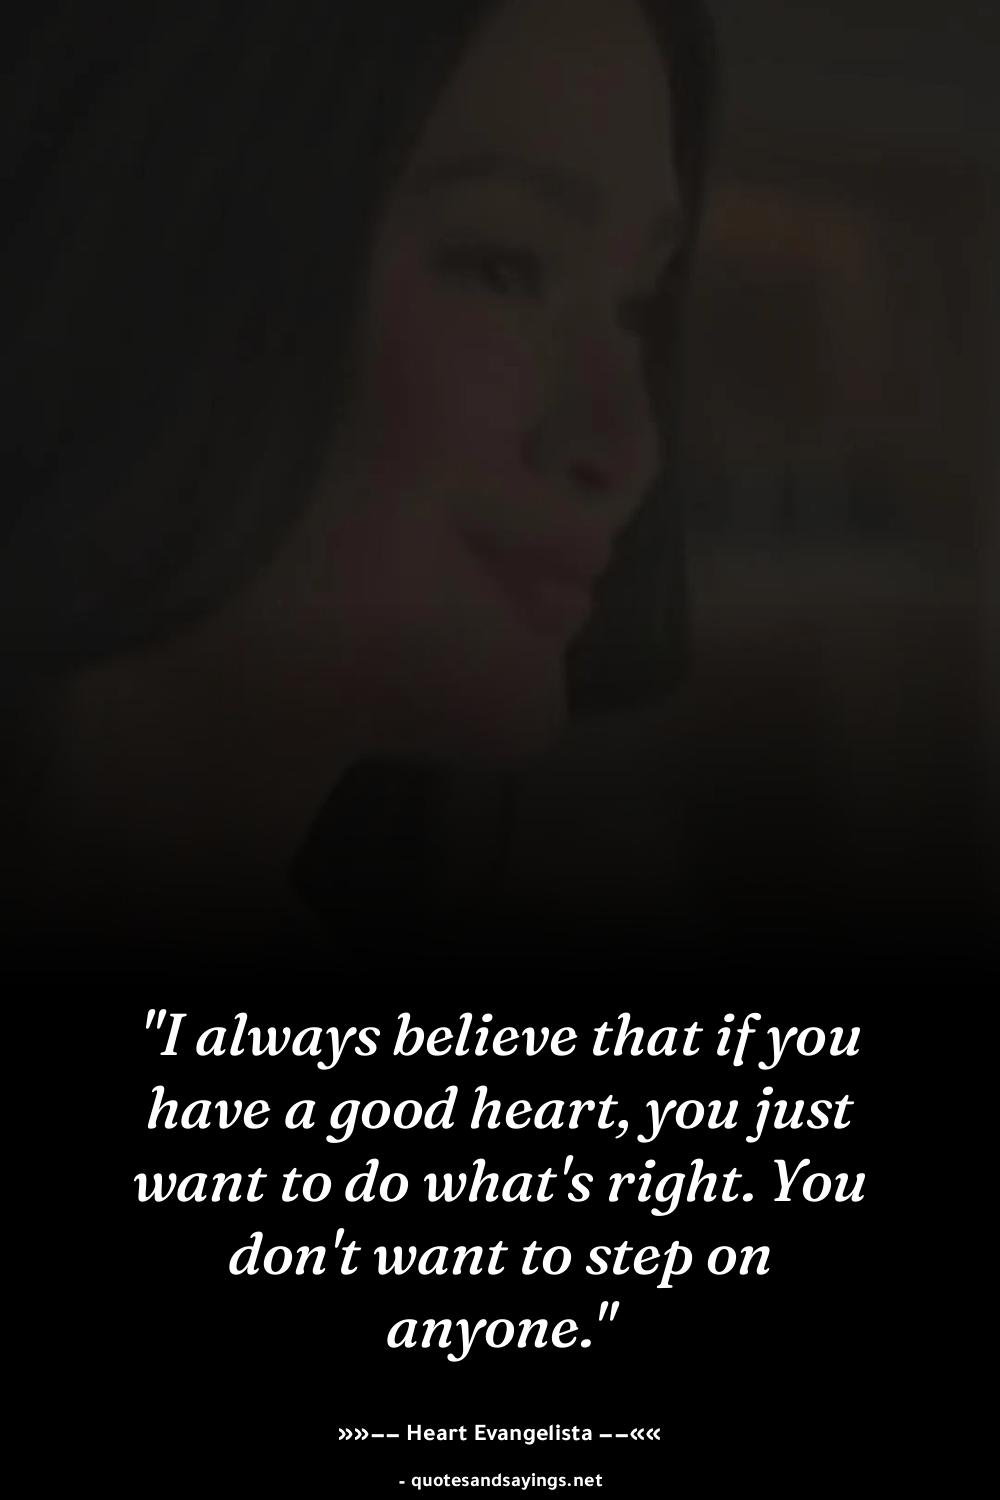 "I always believe that if you
have a good heart, you just
want to do what's right. You
don't want to step on
anyone."
»»−− Heart Evangelista −−««
- quotesandsayings.net